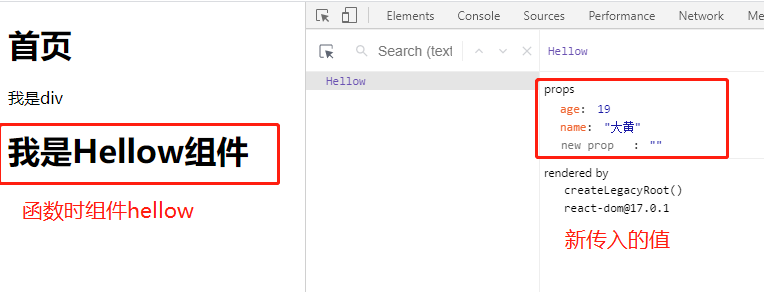 首页
我是div
我是Hellow组件
函数时组件hellow
Elements Console Sources Performance Network Me
Search (text
Hellow
Hellow
props
age: 19
name: "大黄"
new prop : ""
rendered by
createLegacyRoot()
react-dom@17.0.1
新传入的值